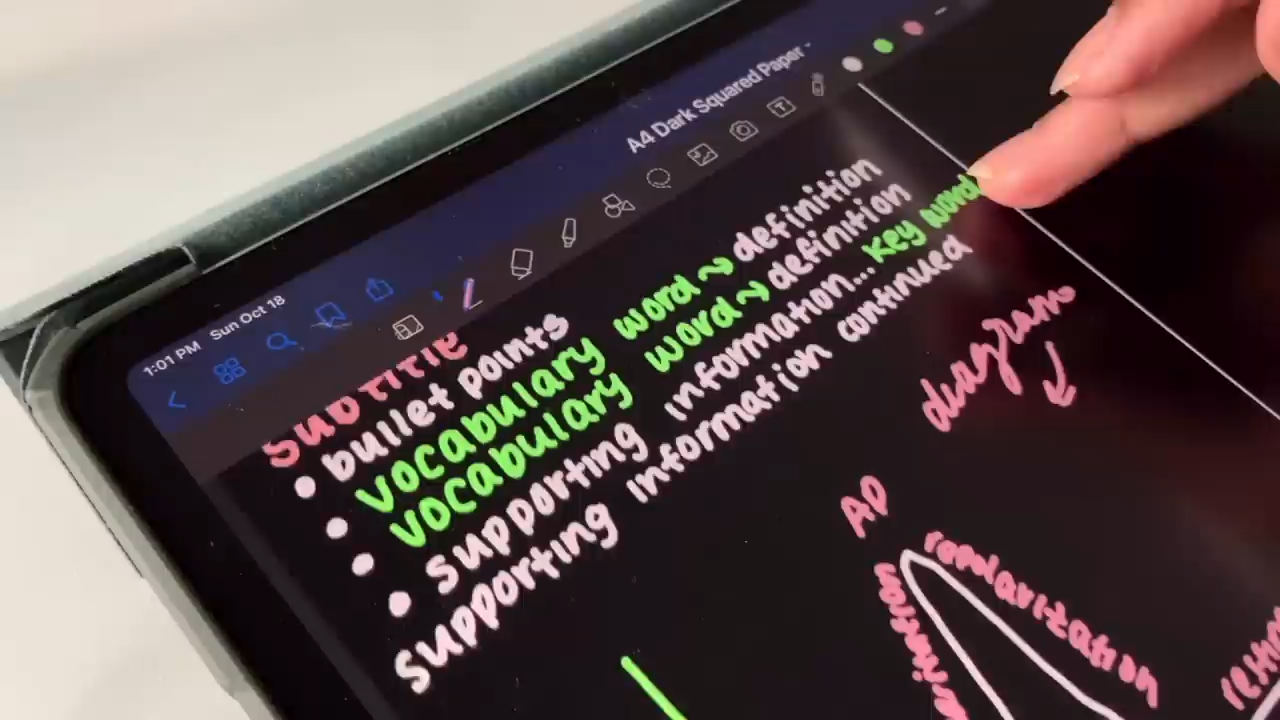 1:01 PM Sun Oct 18
A4 Dark Squared Paper
subtitle
• bullet points
• vocabulary word → definition
• vocabulary word → definition
• supporting information... key word
supporting information continued
diagram
↓
AP
repolarization